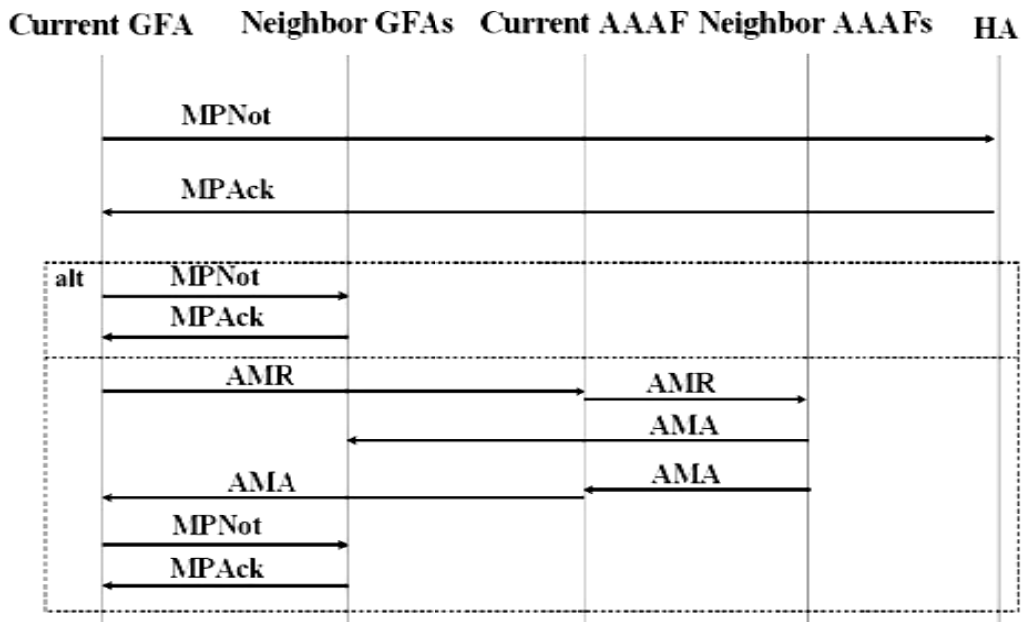 Current GFA Neighbor GFAs Current AAAF Neighbor AAAFs HA
MPNot
MPAck
alt MPNot
MPAck
AMR AMR
AMA
AMA AMA
MPNot
MPAck